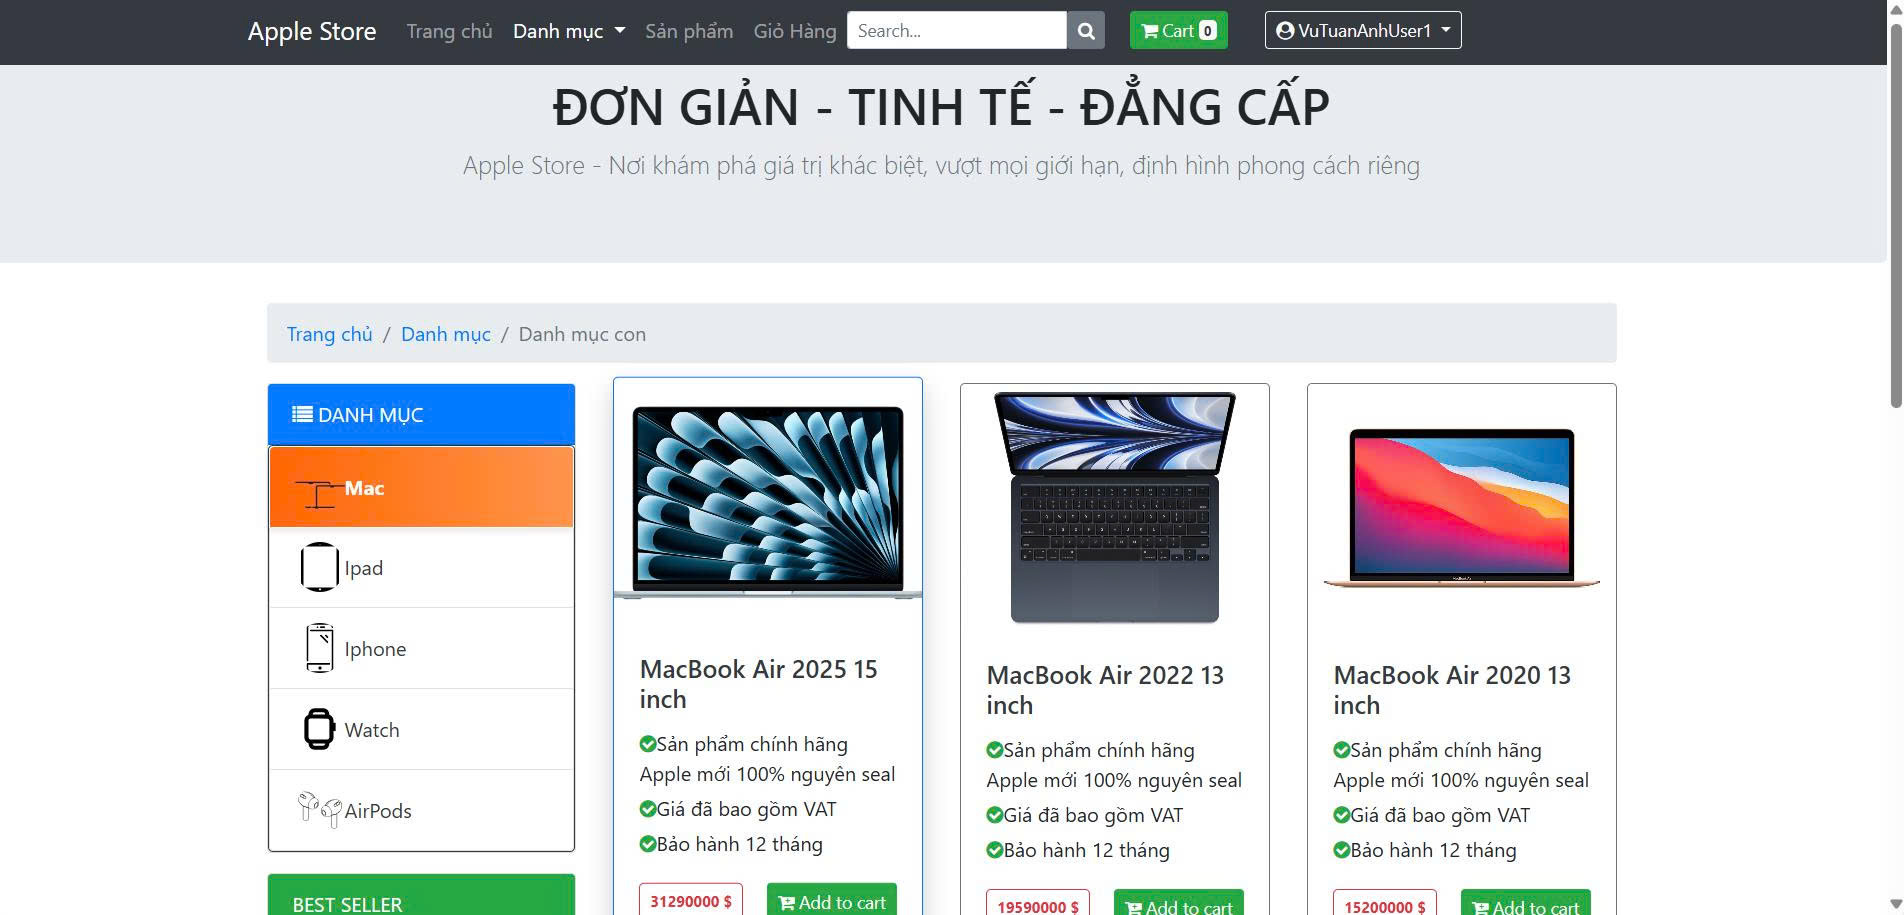 Apple Store Trang chủ Danh mục Sản phẩm Giỏ Hàng Search... Cart 0 VuTuanAnhUser1
ĐƠN GIẢN - TINH TẾ - ĐẲNG CẤP
Apple Store - Nơi khám phá giá trị khác biệt, vượt mọi giới hạn, định hình phong cách riêng
Trang chủ / Danh mục / Danh mục con
DANH MỤC
Mac
Ipad
Iphone
Watch
AirPods
BEST SELLER
MacBook Air 2025 15
inch
Sản phẩm chính hãng
Apple mới 100% nguyên seal
Giá đã bao gồm VAT
Bảo hành 12 tháng
31290000 $ Add to cart
MacBook Air 2022 13
inch
Sản phẩm chính hãng
Apple mới 100% nguyên seal
Giá đã bao gồm VAT
Bảo hành 12 tháng
19590000 $ Add to cart
MacBook Air 2020 13
inch
Sản phẩm chính hãng
Apple mới 100% nguyên seal
Giá đã bao gồm VAT
Bảo hành 12 tháng
15200000 $ Add to cart